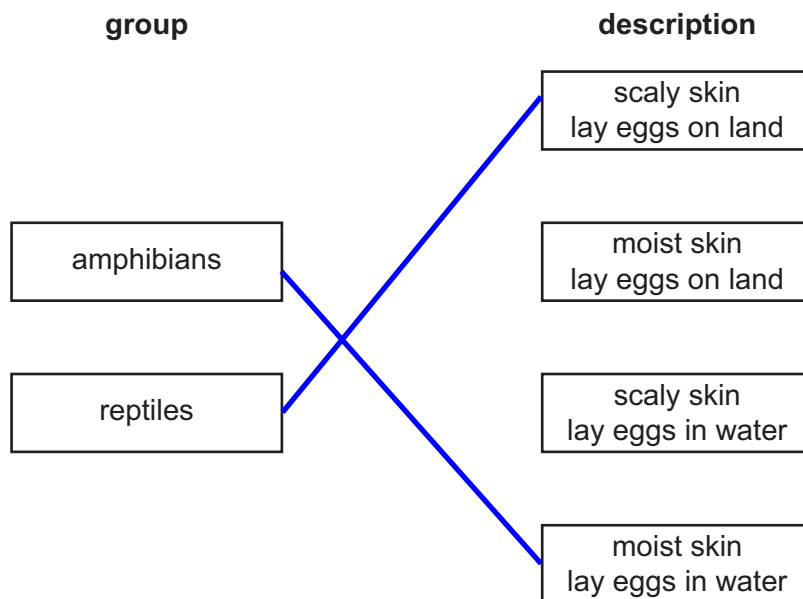 group
description
scaly skin
lay eggs on land
amphibians
moist skin
lay eggs on land
reptiles
scaly skin
lay eggs in water
moist skin
lay eggs in water